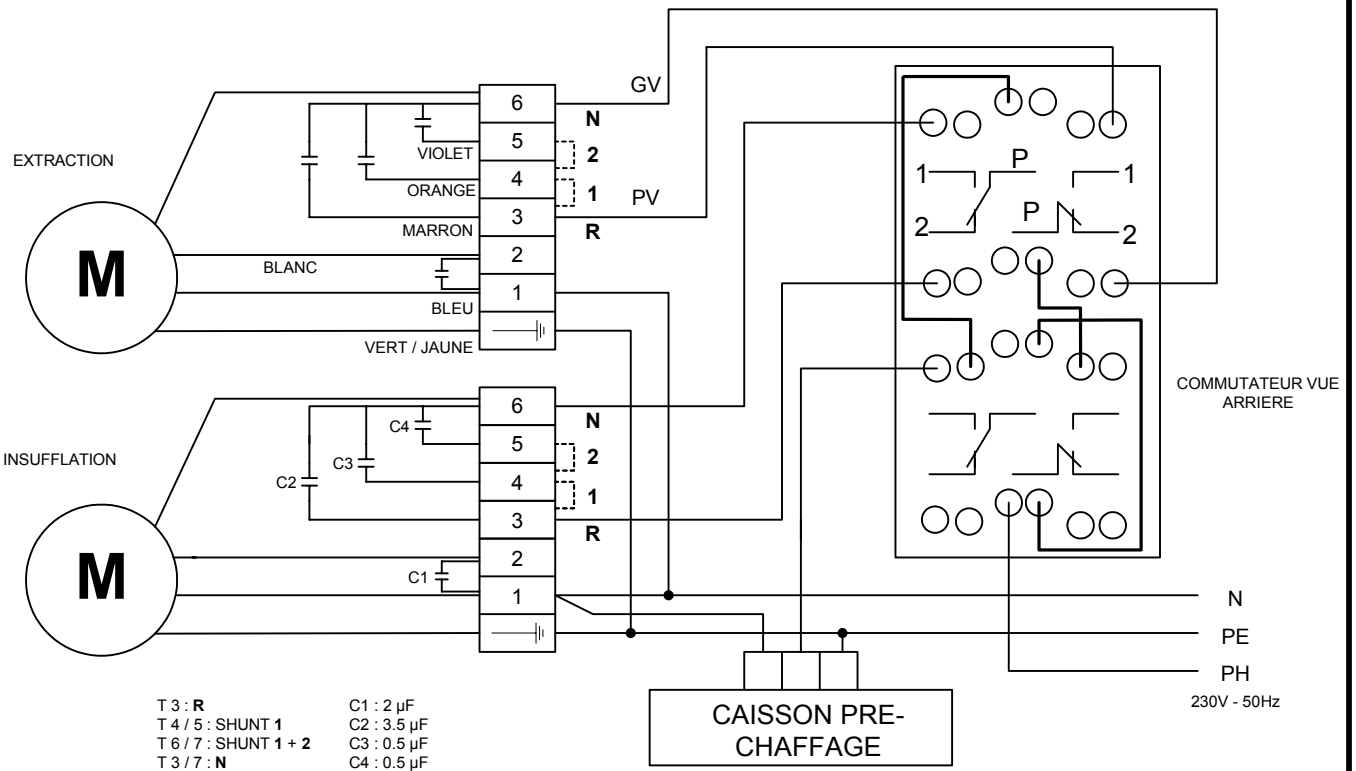 GV
6
N
5
VIOLET
2
EXTRACTION
4
ORANGE
1
PV
3
MARRON
R
2
BLANC
M
1
BLEU
VERT / JAUNE
1 P 1
2 P 2
COMMUTATEUR VUE
ARRIERE
6
N
C4
5
2
INSUFFLATION
C3
4
C2
1
3
R
M
2
C1
1
N
PE
PH
230V - 50Hz
CAISSON PRE-
CHAFFAGE
T 3 : R
T 4 / 5 : SHUNT 1
T 6 / 7 : SHUNT 1 + 2
T 3 / 7 : N
C1 : 2 µF
C2 : 3.5 µF
C3 : 0.5 µF
C4 : 0.5 µF